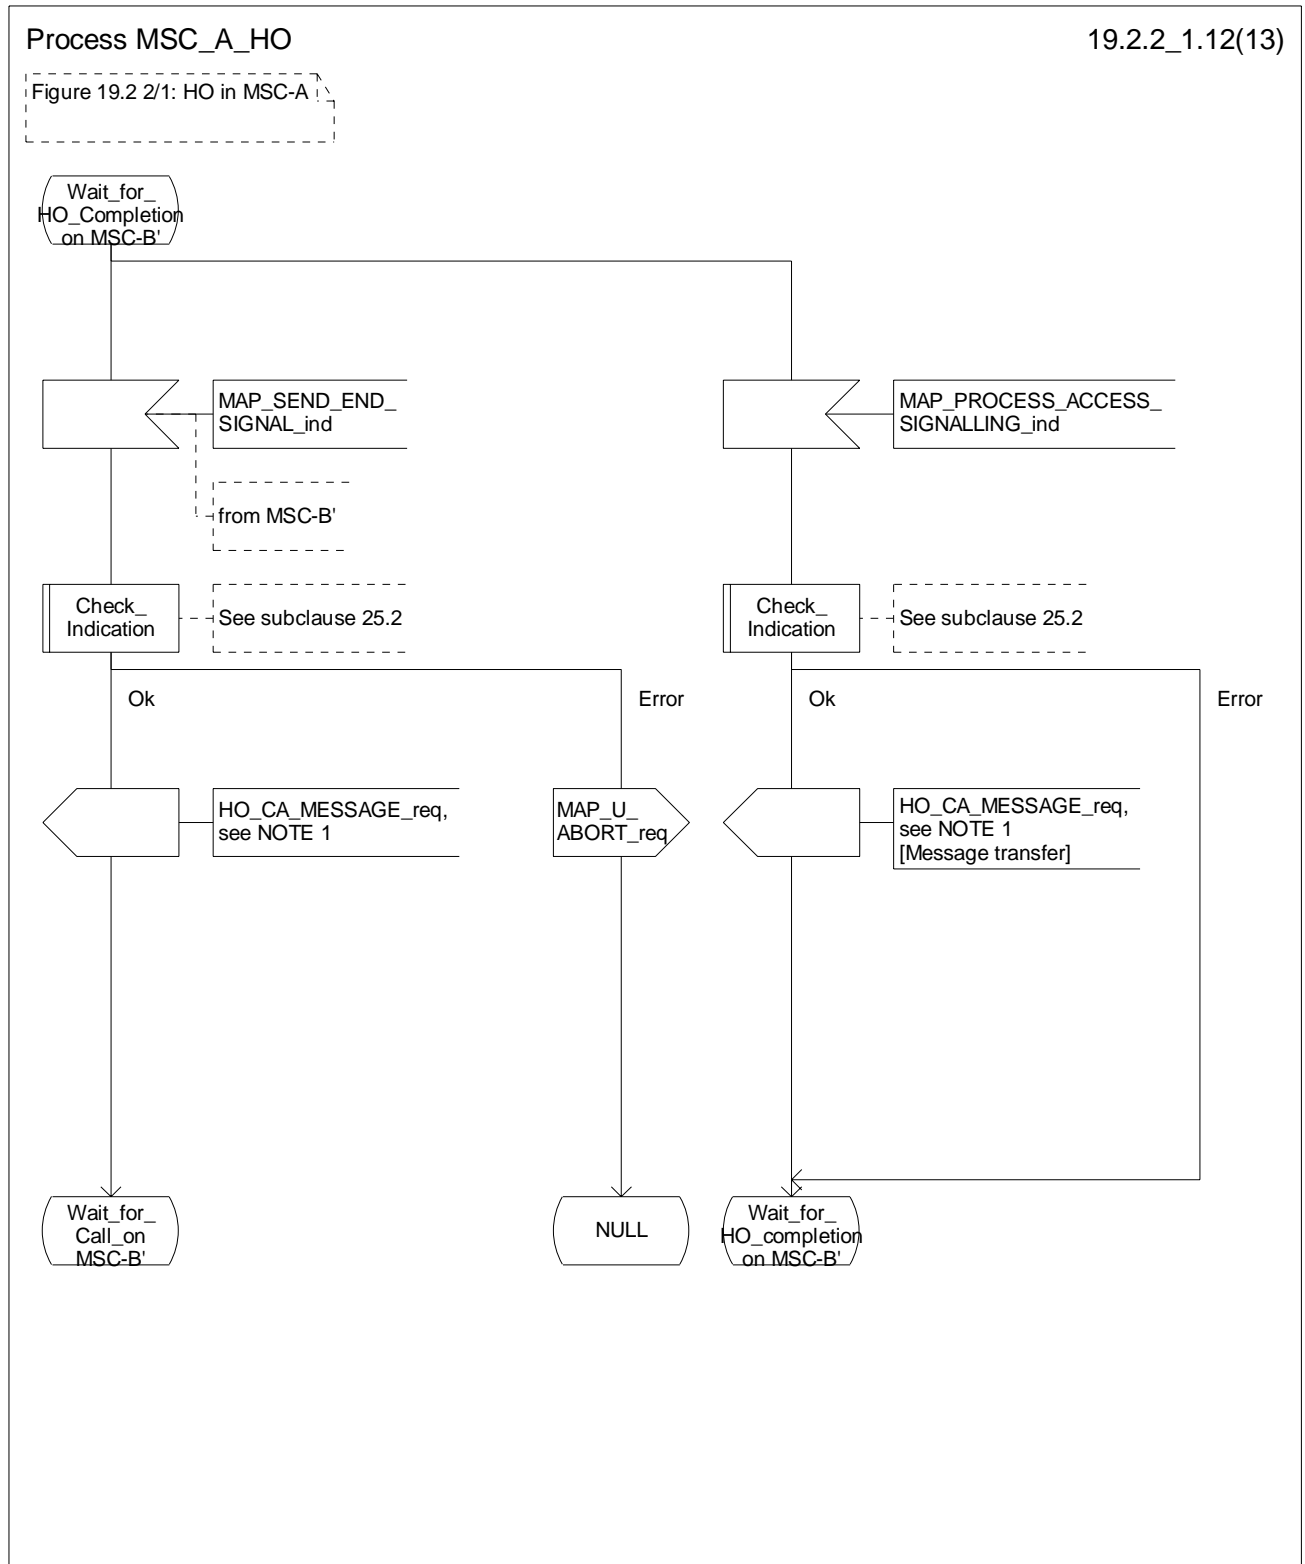 Process MSC_A_HO
19.2.2_1.12(13)
Figure 19.2 2/1: HO in MSC-A
Wait_for_
HO_Completion
on MSC-B'
MAP_SEND_END_
SIGNAL_ind
MAP_PROCESS_ACCESS_
SIGNALLING_ind
from MSC-B'
Check_
Indication
See subclause 25.2
Check_
Indication
See subclause 25.2
Ok
Error
Ok
Error
HO_CA_MESSAGE_req,
see NOTE 1
MAP_U_
ABORT_req
HO_CA_MESSAGE_req,
see NOTE 1
[Message transfer]
Wait_for_
Call_on
MSC-B'
NULL
Wait_for_
HO_completion
on MSC-B'